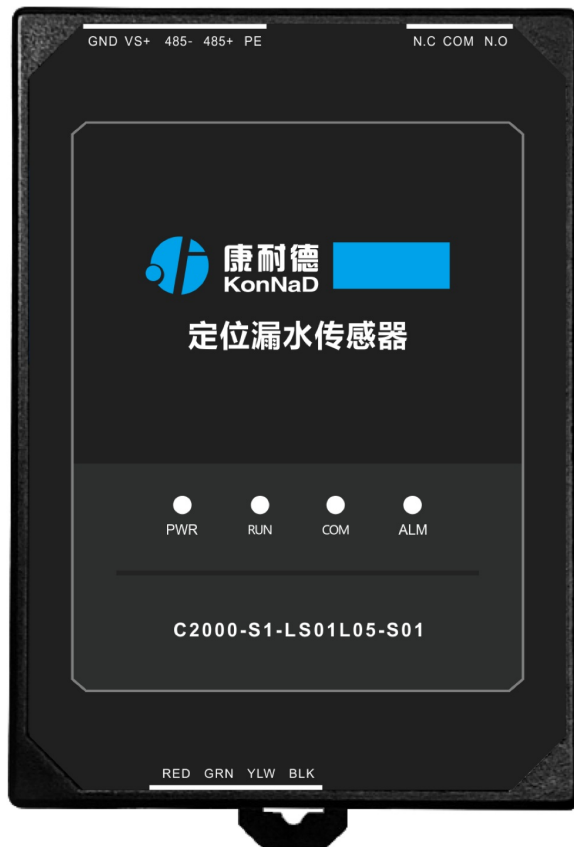 GND VS+ 485- 485+ PE N.C COM N.O
康耐德
KonNaD
定位漏水传感器
PWR RUN COM ALM
C2000-S1-LS01L05-S01
RED GRN YLW BLK